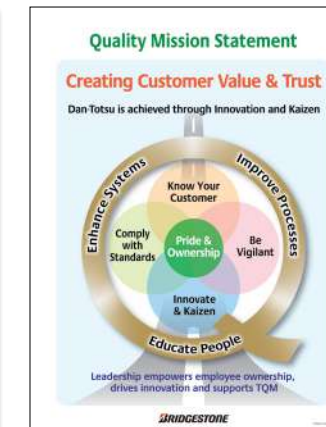 Quality Mission Statement
Creating Customer Value & Trust
Dan-Totsu is achieved through Innovation and Kaizen
Enhance Systems
Improve Processes
Know Your
Customer
Comply
with
Standards
Pride &
Ownership
Be
Vigilant
Innovate
& Kaizen
Educate People
Leadership empowers employee ownership,
drives innovation and supports TQM
BRIDGESTONE